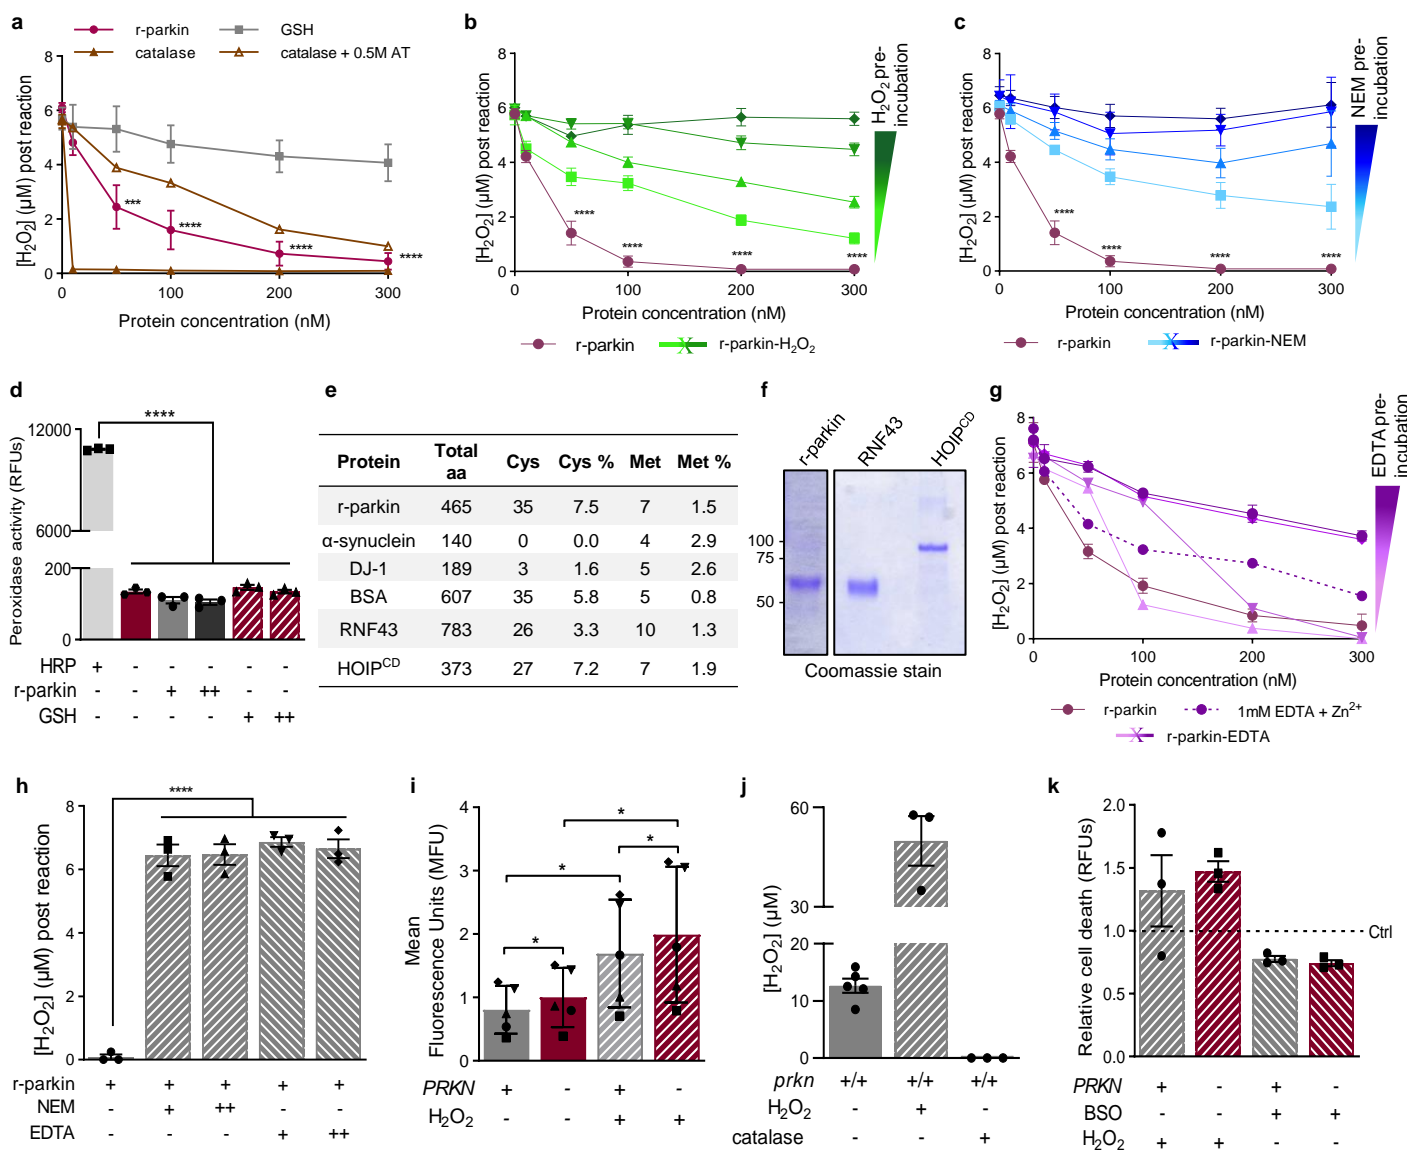 a
r-parkin
GSH
catalase
catalase + 0.5M AT
[H₂O₂] (µM) post reaction
8
6
4
2
0
0 100 200 300
*** **** **** ****
Protein concentration (nM)
b
[H₂O₂] (µM) post reaction
8
6
4
2
0
0 100 200 300
**** **** **** ****
Protein concentration (nM)
H₂O₂ pre-
incubation
r-parkin
r-parkin-H₂O₂
c
[H₂O₂] (µM) post reaction
8
6
4
2
0
0 100 200 300
**** **** **** ****
Protein concentration (nM)
NEM pre-
incubation
r-parkin
r-parkin-NEM
d
Peroxidase activity (RFUs)
****
12000
6000
200
100
0
HRP + - - - - -
r-parkin - - + ++ - -
GSH - - - - + ++
e
Protein Total aa Cys Cys % Met Met %
r-parkin 465 35 7.5 7 1.5
α-synuclein 140 0 0.0 4 2.9
DJ-1 189 3 1.6 5 2.6
BSA 607 35 5.8 5 0.8
RNF43 783 26 3.3 10 1.3
HOIP^CD 373 27 7.2 7 1.9
f
r-parkin
RNF43
HOIP^CD
100
75
50
Coomassie stain
g
[H₂O₂] (µM) post reaction
8
6
4
2
0
0 100 200 300
Protein concentration (nM)
EDTA pre-
incubation
r-parkin
1mM EDTA + Zn²⁺
r-parkin-EDTA
h
[H₂O₂] (µM) post reaction
****
8
6
4
2
0
r-parkin + + + + +
NEM - + ++ - -
EDTA - - - + ++
i
Mean
Fluorescence Units (MFU)
4
3
2
1
0
* * * *
PRKN + - + -
H₂O₂ - - + +
j
[H₂O₂] (µM)
60
30
20
10
0
prkn +/+ +/+ +/+
H₂O₂ - + -
catalase - - +
k
Relative cell death (RFUs)
2.0
1.5
1.0
0.5
0.0
Ctrl
PRKN + - + -
BSO - - + +
H₂O₂ + + - -